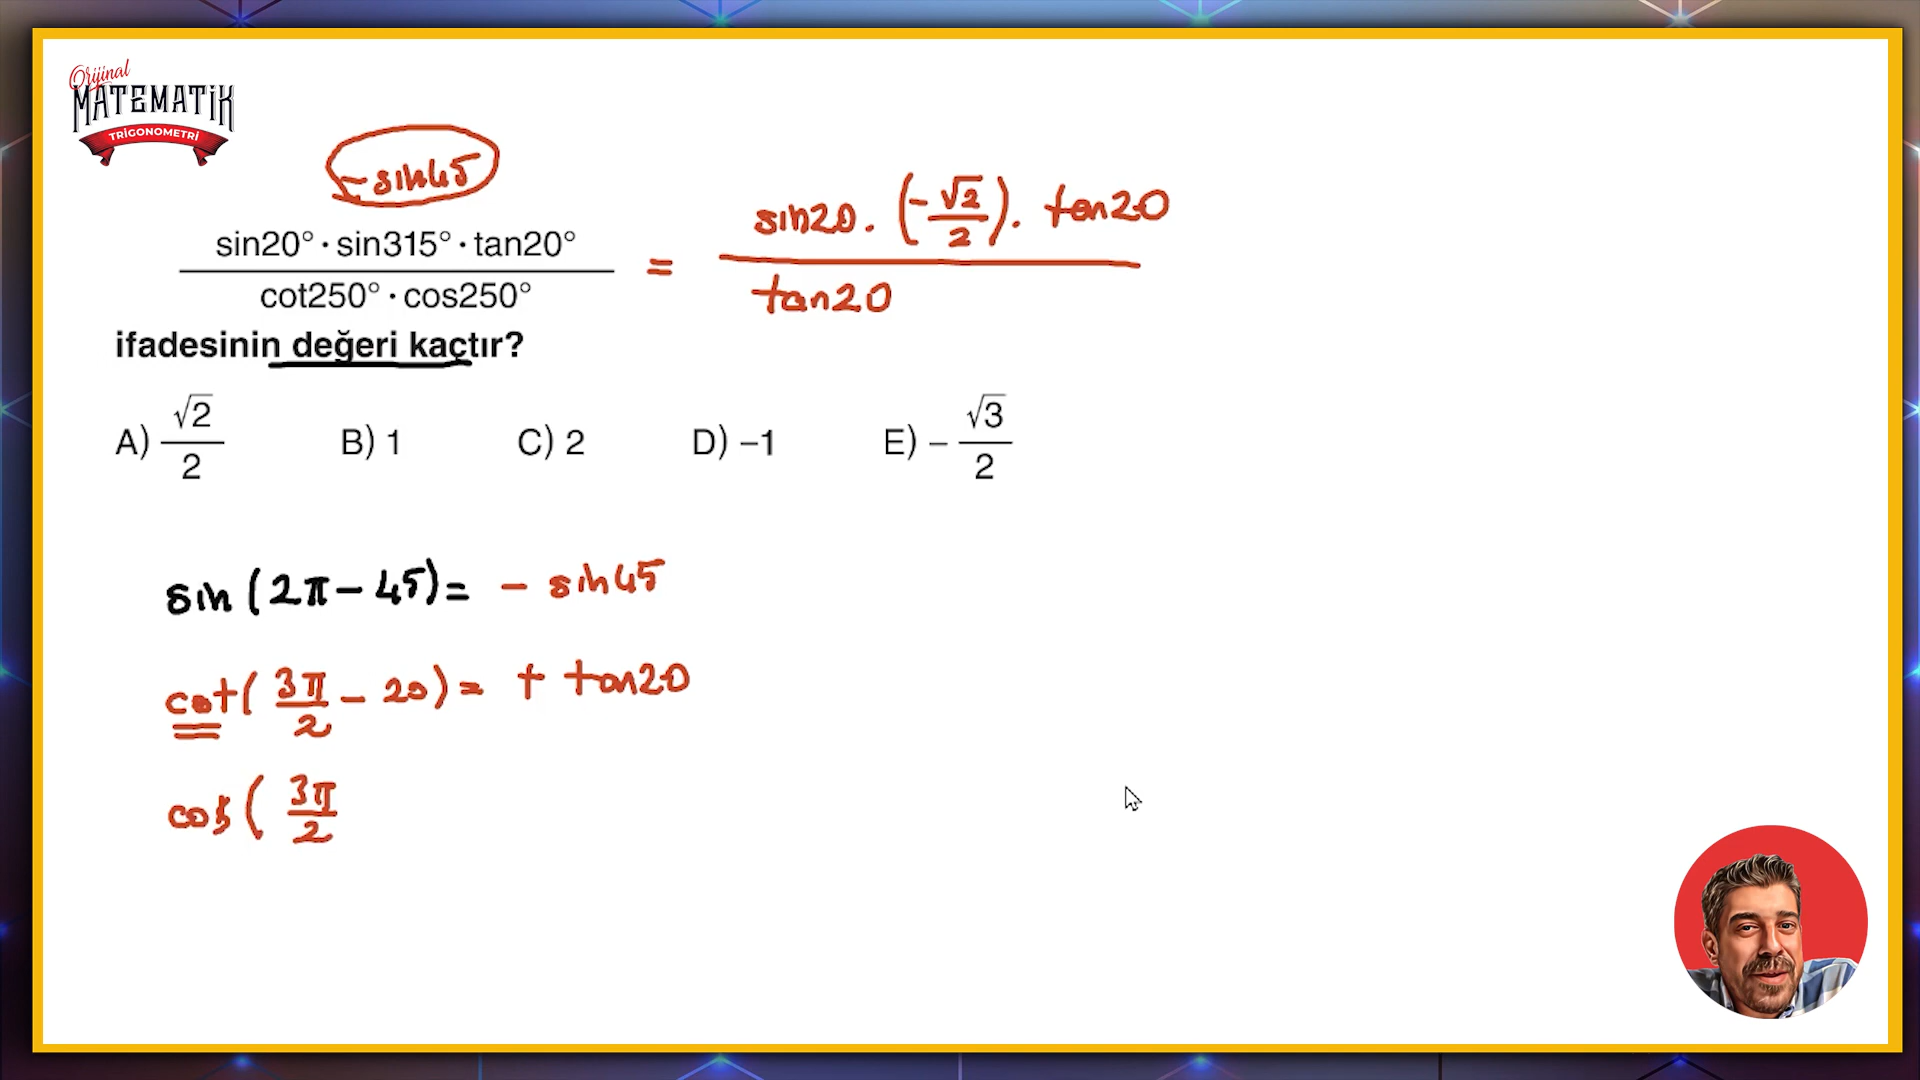 Orijinal
MATEMATİK
TRİGONOMETRİ
-sin45
sin20° · sin315° · tan20°
cot250° · cos250°
= sin20 · (-√2/2) · tan20
tan20
ifadesinin değeri kaçtır?
A) √2/2 B) 1 C) 2 D) –1 E) – √3/2
sin (2π - 45) = - sin45
cot( 3π/2 - 20) = + tan20
cos( 3π/2